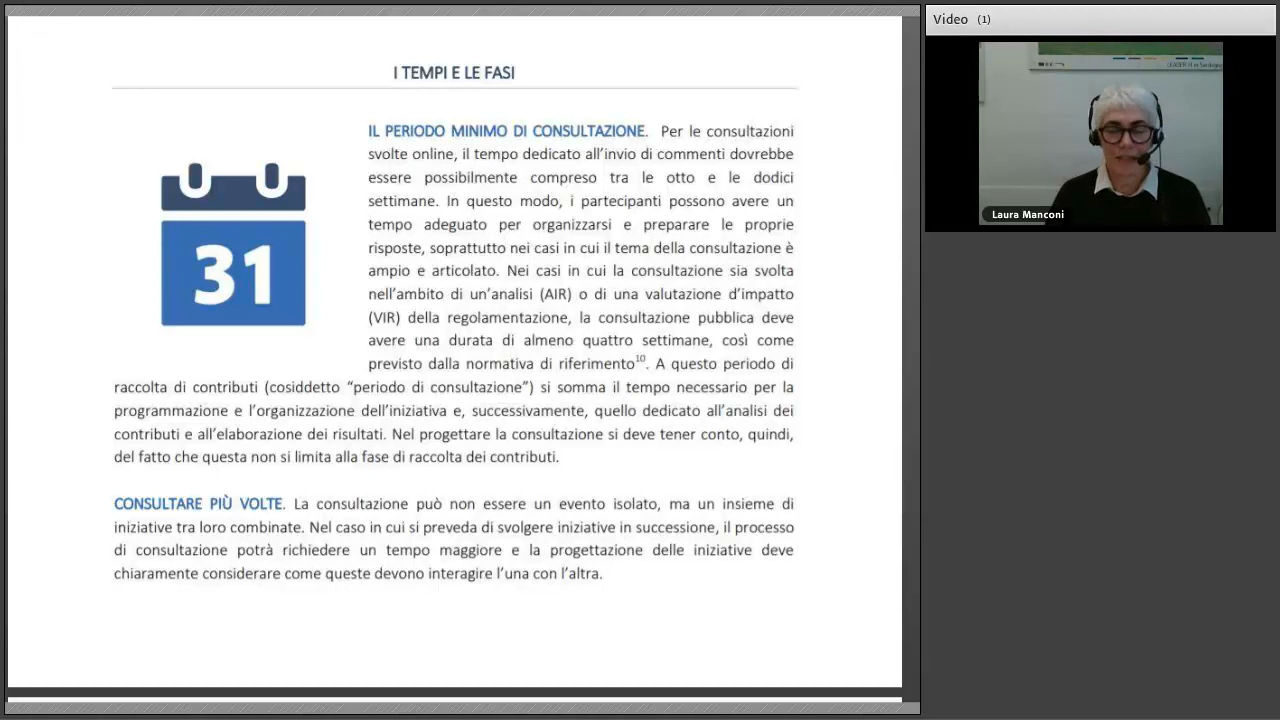 I TEMPI E LE FASI
31
IL PERIODO MINIMO DI CONSULTAZIONE. Per le consultazioni
svolte online, il tempo dedicato all’invio di commenti dovrebbe
essere possibilmente compreso tra le otto e le dodici
settimane. In questo modo, i partecipanti possono avere un
tempo adeguato per organizzarsi e preparare le proprie
risposte, soprattutto nei casi in cui il tema della consultazione è
ampio e articolato. Nei casi in cui la consultazione sia svolta
nell’ambito di un’analisi (AIR) o di una valutazione d’impatto
(VIR) della regolamentazione, la consultazione pubblica deve
avere una durata di almeno quattro settimane, così come
previsto dalla normativa di riferimento10. A questo periodo di
raccolta di contributi (cosiddetto “periodo di consultazione”) si somma il tempo necessario per la
programmazione e l’organizzazione dell’iniziativa e, successivamente, quello dedicato all’analisi dei
contributi e all’elaborazione dei risultati. Nel progettare la consultazione si deve tener conto, quindi,
del fatto che questa non si limita alla fase di raccolta dei contributi.
CONSULTARE PIÙ VOLTE. La consultazione può non essere un evento isolato, ma un insieme di
iniziative tra loro combinate. Nel caso in cui si preveda di svolgere iniziative in successione, il processo
di consultazione potrà richiedere un tempo maggiore e la progettazione delle iniziative deve
chiaramente considerare come queste devono interagire l’una con l’altra.
Video (1)
Laura Manconi